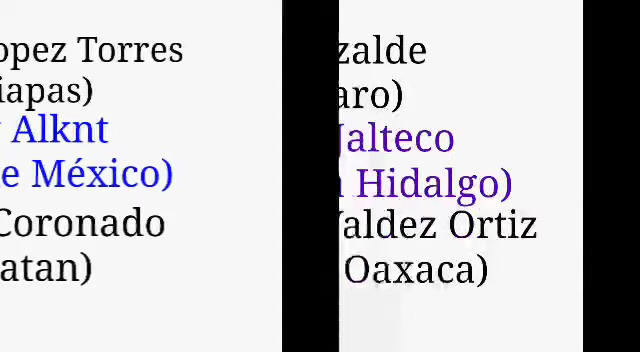 opez Torres
iapas)
Alknt
e México)
Coronado
atan)
zalde
aro)
Jalteco
Hidalgo)
Valdez Ortiz
Oaxaca)